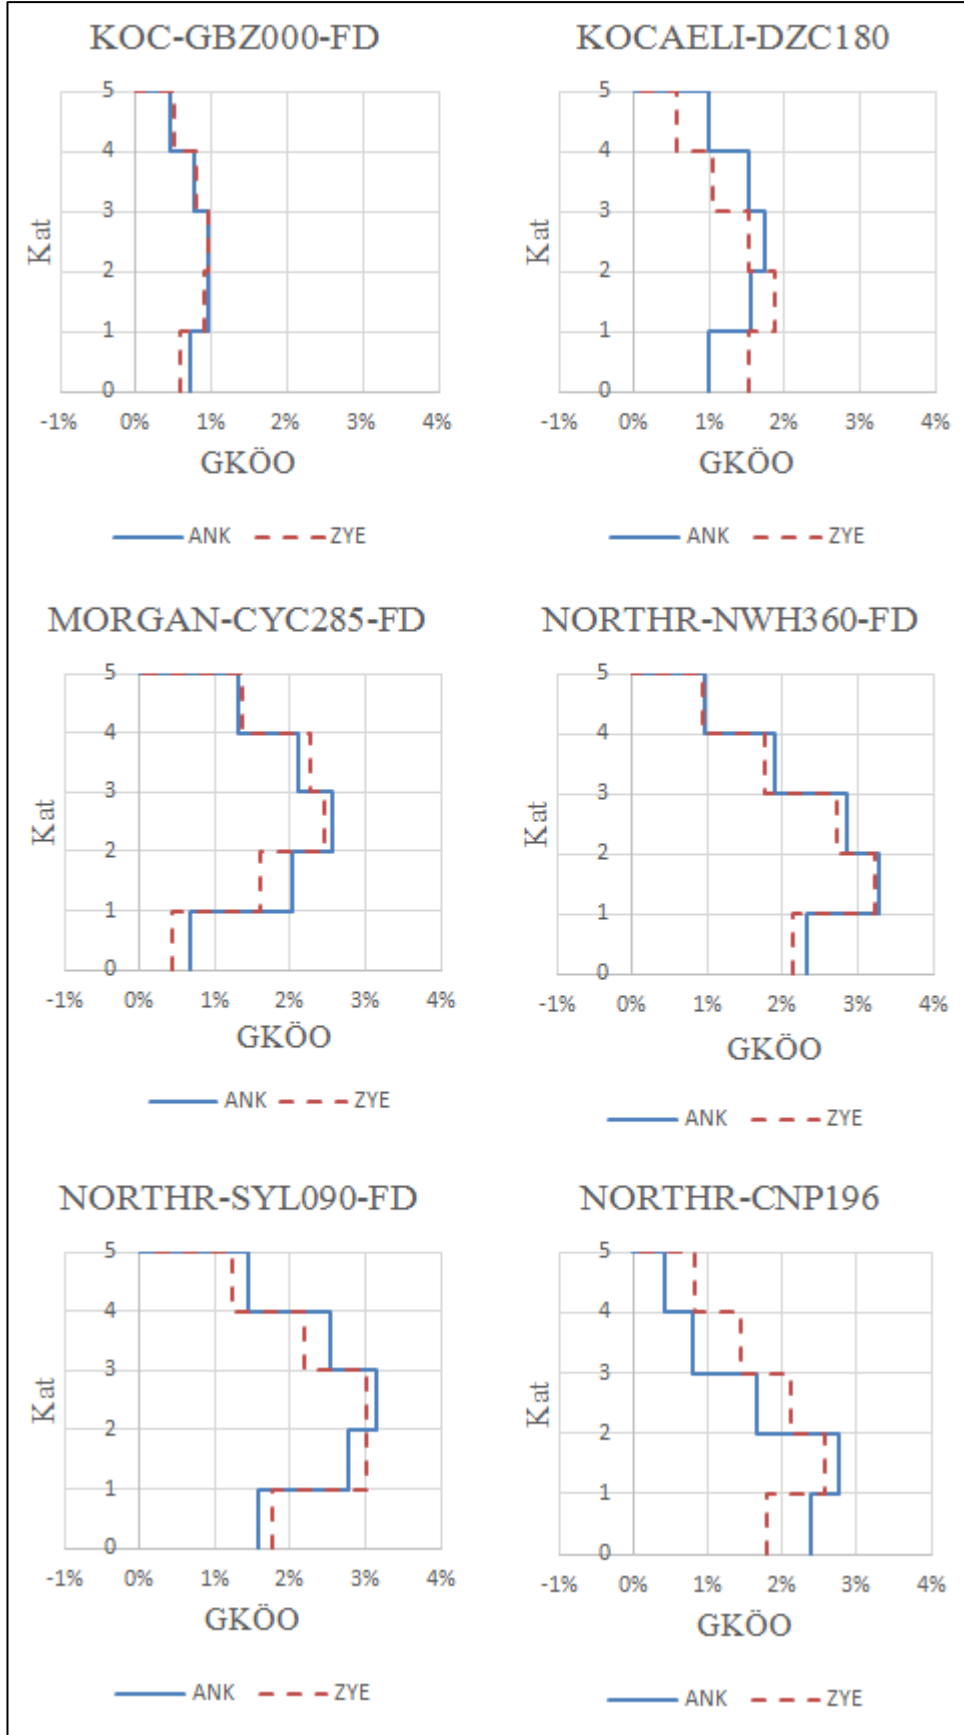 KOC-GBZ000-FD
5
4
3
2
1
0
Kat
-1% 0% 1% 2% 3% 4%
GKÖO
ANK ZYE
KOCAELI-DZC180
5
4
3
2
1
0
Kat
-1% 0% 1% 2% 3% 4%
GKÖO
ANK ZYE
MORGAN-CYC285-FD
5
4
3
2
1
0
Kat
-1% 0% 1% 2% 3% 4%
GKÖO
ANK ZYE
NORTHR-NWH360-FD
5
4
3
2
1
0
Kat
-1% 0% 1% 2% 3% 4%
GKÖO
ANK ZYE
NORTHR-SYL090-FD
5
4
3
2
1
0
Kat
-1% 0% 1% 2% 3% 4%
GKÖO
ANK ZYE
NORTHR-CNP196
5
4
3
2
1
0
Kat
-1% 0% 1% 2% 3% 4%
GKÖO
ANK ZYE